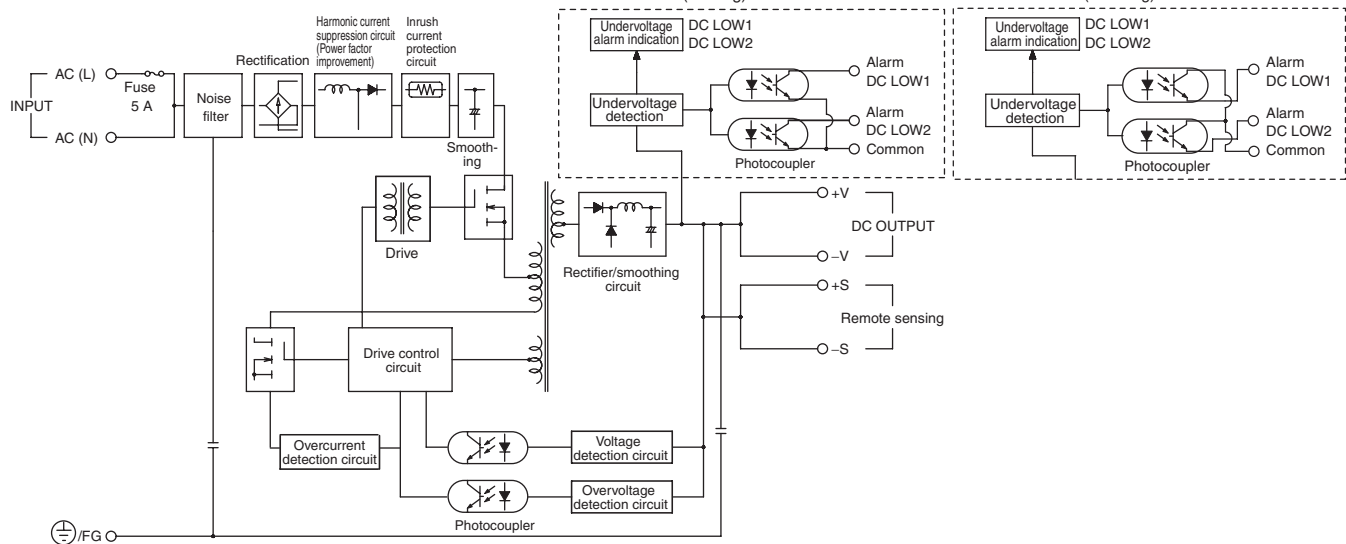 Harmonic current
suppression circuit
(Power factor
improvement)
Inrush
current
protection
circuit
Rectification
AC (L)
Fuse
5 A
INPUT
AC (N)
Noise
filter
Smooth-
ing
Drive
Rectifier/smoothing
circuit
Drive control
circuit
Overcurrent
detection circuit
Voltage
detection circuit
Overvoltage
detection circuit
Photocoupler
/FG
Undervoltage
alarm indication
DC LOW1
DC LOW2
Undervoltage
detection
Alarm
DC LOW1
Alarm
DC LOW2
Common
Photocoupler
+V
DC OUTPUT
–V
+S
Remote sensing
–S
Undervoltage
alarm indication
DC LOW1
DC LOW2
Undervoltage
detection
Alarm
DC LOW1
Alarm
DC LOW2
Common
Photocoupler